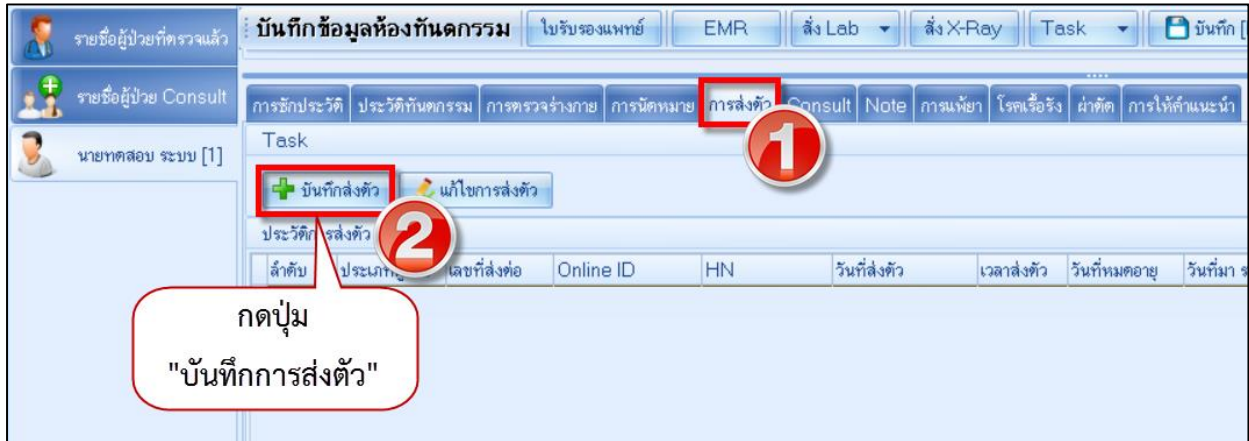 รายชื่อผู้ป่วยที่ตรวจแล้ว
รายชื่อผู้ป่วย Consult
นายทดสอบ ระบบ [1]
บันทึกข้อมูลห้องทันตกรรม ใบรับรองแพทย์ EMR สั่ง Lab สั่ง X-Ray Task บันทึก [
การซักประวัติ ประวัติทันตกรรม การตรวจร่างกาย การนัดหมาย การส่งตัว Consult Note การแพ้ยา โรคเรื้อรัง ผ่าตัด การให้คำแนะนำ
1
Task
บันทึกส่งตัว แก้ไขการส่งตัว
2
ประวัติการส่งตัว
ลำดับ เลขที่ส่งต่อ Online ID HN วันที่ส่งตัว เวลาส่งตัว วันที่หมดอายุ วันที่มา
กดปุ่ม
"บันทึกการส่งตัว"